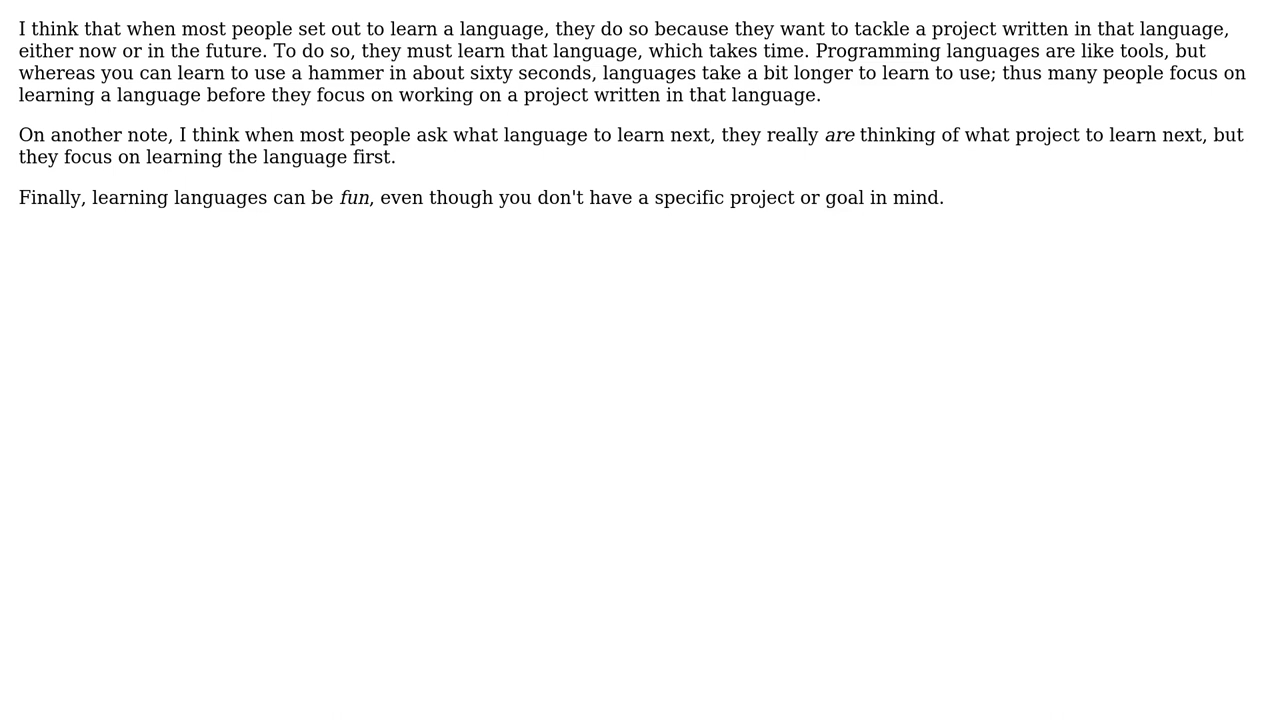 I think that when most people set out to learn a language, they do so because they want to tackle a project written in that language,
either now or in the future. To do so, they must learn that language, which takes time. Programming languages are like tools, but
whereas you can learn to use a hammer in about sixty seconds, languages take a bit longer to learn to use; thus many people focus on
learning a language before they focus on working on a project written in that language.
On another note, I think when most people ask what language to learn next, they really are thinking of what project to learn next, but
they focus on learning the language first.
Finally, learning languages can be fun, even though you don't have a specific project or goal in mind.